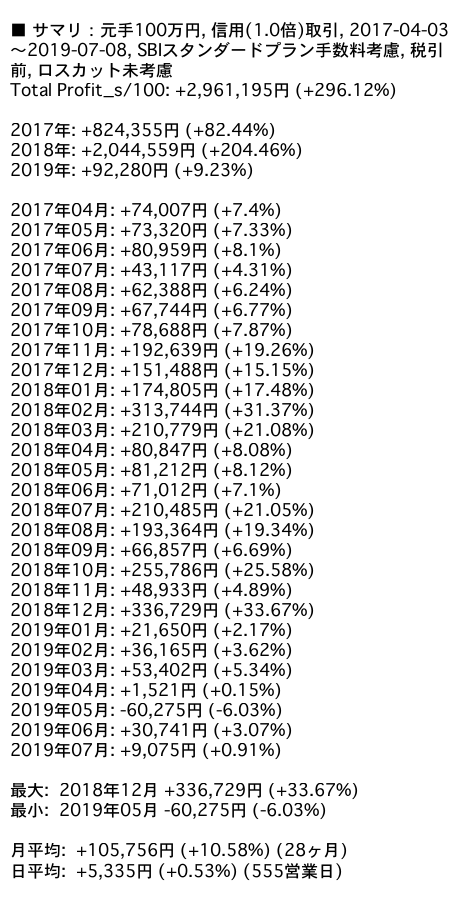 ■ サマリ：元手100万円, 信用(1.0倍)取引, 2017-04-03
〜2019-07-08, SBIスタンダードプラン手数料考慮, 税引
前, ロスカット未考慮
Total Profit_s/100: +2,961,195円 (+296.12%)
2017年: +824,355円 (+82.44%)
2018年: +2,044,559円 (+204.46%)
2019年: +92,280円 (+9.23%)
2017年04月: +74,007円 (+7.4%)
2017年05月: +73,320円 (+7.33%)
2017年06月: +80,959円 (+8.1%)
2017年07月: +43,117円 (+4.31%)
2017年08月: +62,388円 (+6.24%)
2017年09月: +67,744円 (+6.77%)
2017年10月: +78,688円 (+7.87%)
2017年11月: +192,639円 (+19.26%)
2017年12月: +151,488円 (+15.15%)
2018年01月: +174,805円 (+17.48%)
2018年02月: +313,744円 (+31.37%)
2018年03月: +210,779円 (+21.08%)
2018年04月: +80,847円 (+8.08%)
2018年05月: +81,212円 (+8.12%)
2018年06月: +71,012円 (+7.1%)
2018年07月: +210,485円 (+21.05%)
2018年08月: +193,364円 (+19.34%)
2018年09月: +66,857円 (+6.69%)
2018年10月: +255,786円 (+25.58%)
2018年11月: +48,933円 (+4.89%)
2018年12月: +336,729円 (+33.67%)
2019年01月: +21,650円 (+2.17%)
2019年02月: +36,165円 (+3.62%)
2019年03月: +53,402円 (+5.34%)
2019年04月: +1,521円 (+0.15%)
2019年05月: -60,275円 (-6.03%)
2019年06月: +30,741円 (+3.07%)
2019年07月: +9,075円 (+0.91%)
最大: 2018年12月 +336,729円 (+33.67%)
最小: 2019年05月 -60,275円 (-6.03%)
月平均: +105,756円 (+10.58%) (28ヶ月)
日平均: +5,335円 (+0.53%) (555営業日)